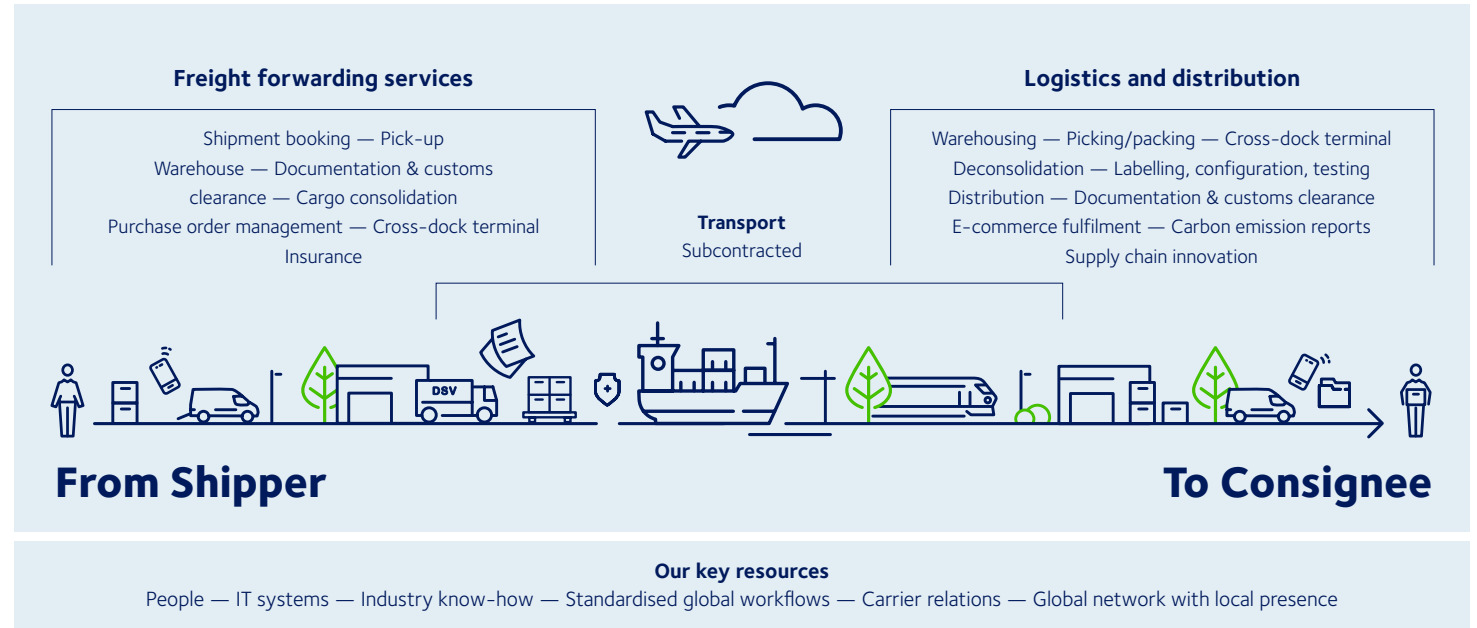 Freight forwarding services
Shipment booking — Pick-up
Warehouse — Documentation & customs
clearance — Cargo consolidation
Purchase order management — Cross-dock terminal
Insurance
Transport
Subcontracted
Logistics and distribution
Warehousing — Picking/packing — Cross-dock terminal
Deconsolidation — Labelling, configuration, testing
Distribution — Documentation & customs clearance
E-commerce fulfilment — Carbon emission reports
Supply chain innovation
DSV
From Shipper
To Consignee
Our key resources
People — IT systems — Industry know-how — Standardised global workflows — Carrier relations — Global network with local presence